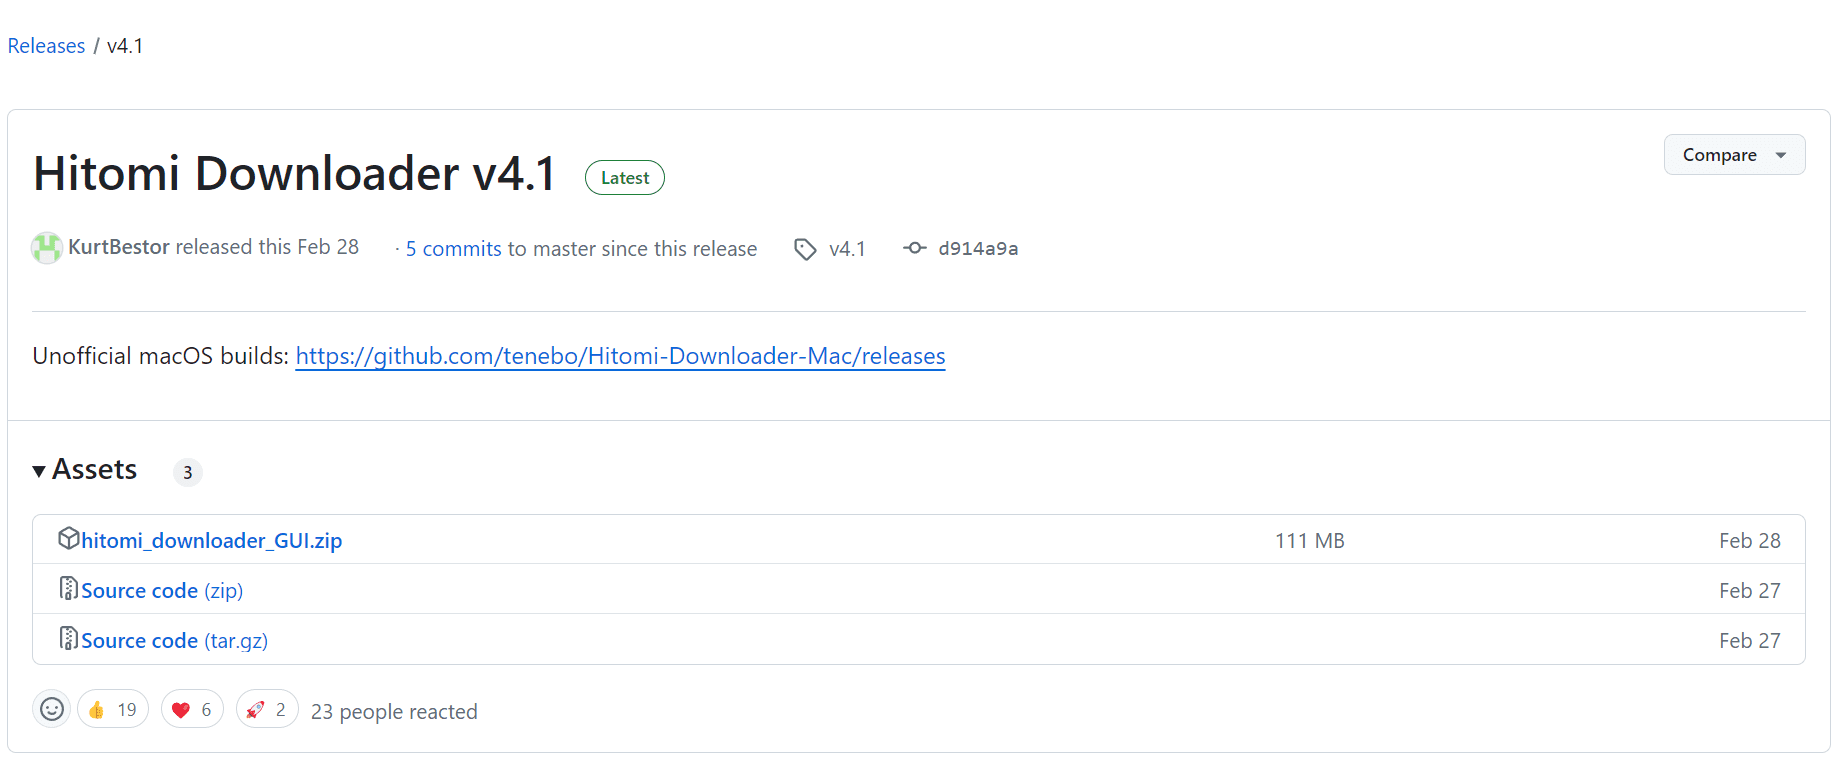 Releases / v4.1
Hitomi Downloader v4.1 Latest
Compare
KurtBestor released this Feb 28 · 5 commits to master since this release v4.1 d914a9a
Unofficial macOS builds: https://github.com/tenebo/Hitomi-Downloader-Mac/releases
Assets 3
hitomi_downloader_GUI.zip 111 MB Feb 28
Source code (zip) Feb 27
Source code (tar.gz) Feb 27
19 6 2 23 people reacted